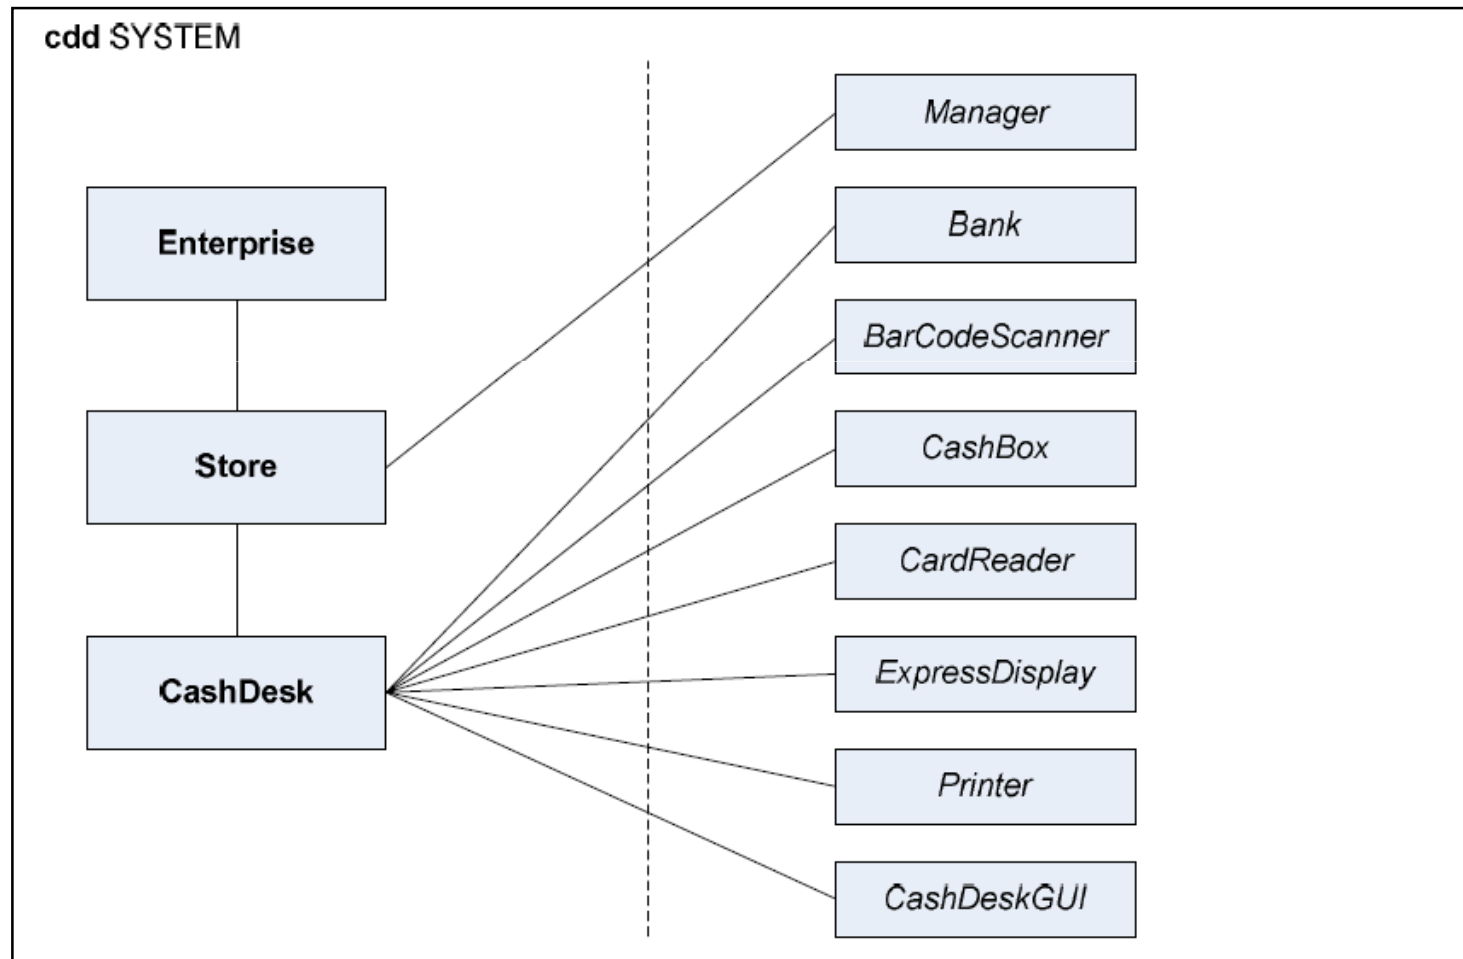 cdd SYSTEM
Enterprise
Store
CashDesk
Manager
Bank
BarCodeScanner
CashBox
CardReader
ExpressDisplay
Printer
CashDeskGUI